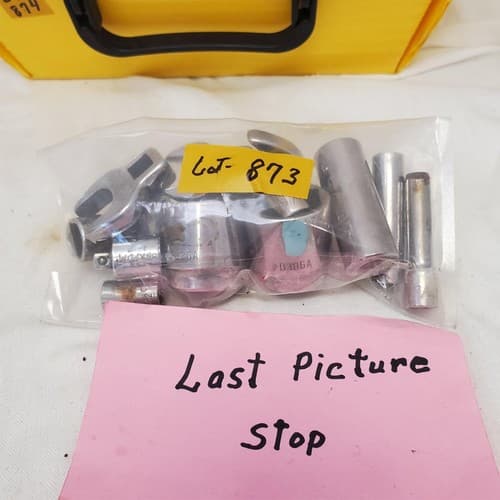 874
Lot- 873
Last Picture
Stop